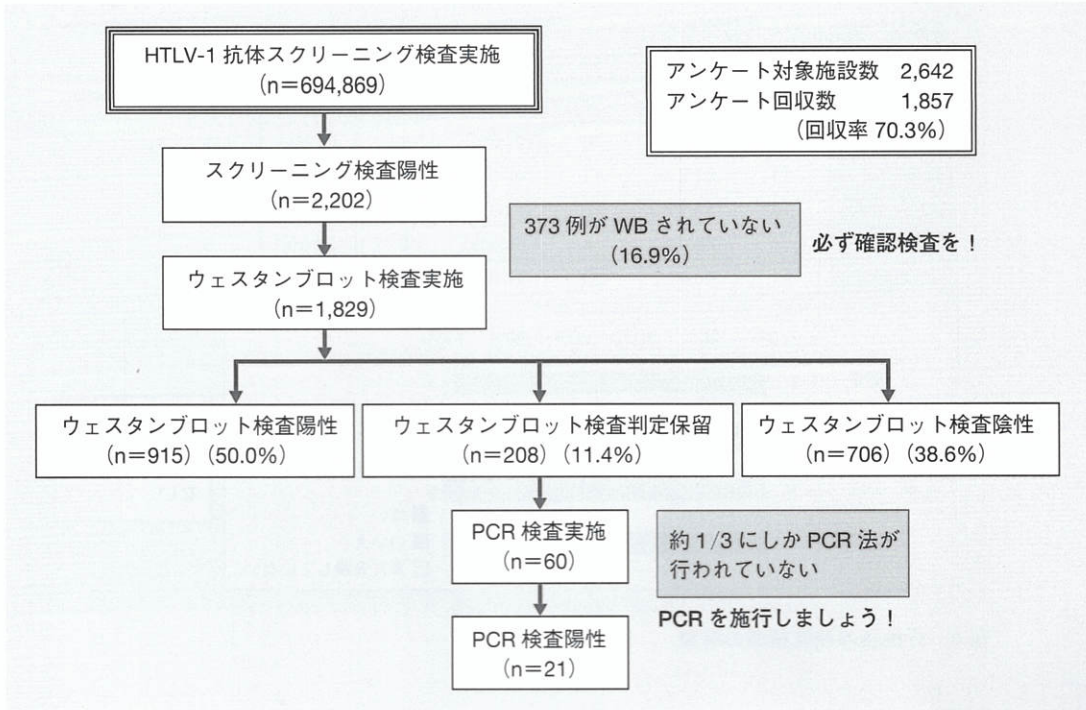 HTLV-1 抗体スクリーニング検査実施
(n=694,869)
アンケート対象施設数 2,642
アンケート回収数 1,857
(回収率 70.3%)
スクリーニング検査陽性
(n=2,202)
373 例が WB されていない
(16.9%)
必ず確認検査を！
ウェスタンブロット検査実施
(n=1,829)
ウェスタンブロット検査陽性
(n=915)(50.0%)
ウェスタンブロット検査判定保留
(n=208)(11.4%)
ウェスタンブロット検査陰性
(n=706)(38.6%)
PCR 検査実施
(n=60)
約 1/3 にしか PCR 法が
行われていない
PCR を施行しましょう！
PCR 検査陽性
(n=21)